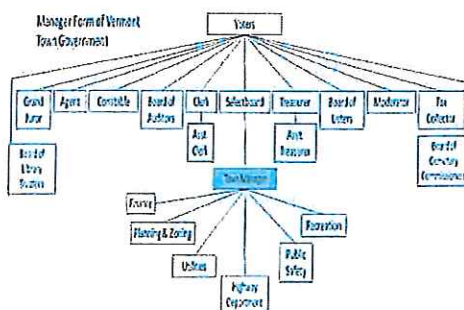 Manager Form of Vermont
Town Government
Voters
Grand
Juror
Agent
Constable
Board of
Auditors
Clerk
Selectboard
Treasurer
Board of
Listers
Moderator
Tax
Collector
Asst.
Clerk
Asst.
Treasurer
Board of
Library
Trustees
Board of
Cemetery
Commissioners
Town Manager
Finance
Planning & Zoning
Recreation
Utilities
Public
Safety
Highway
Department